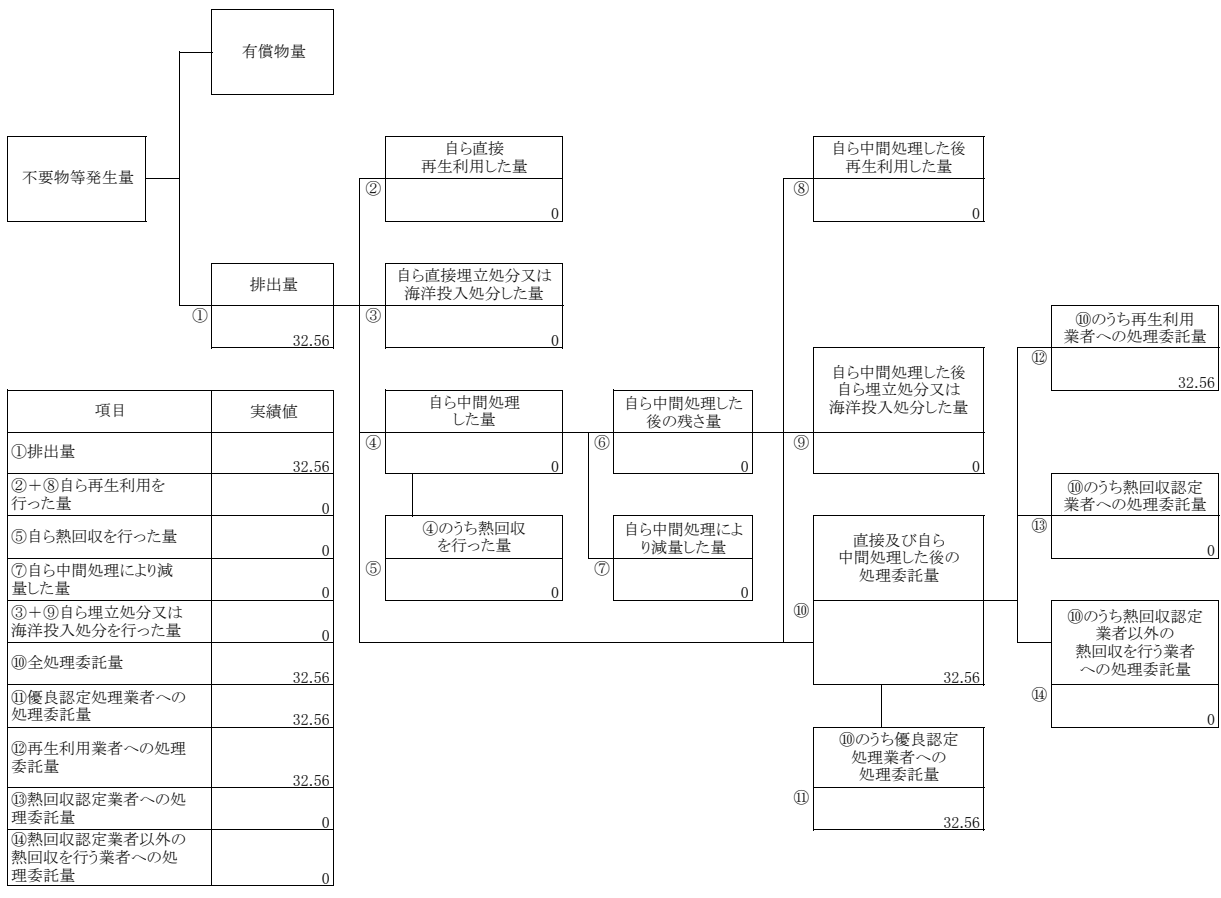 有償物量
不要物等発生量
排出量
①
32.56
自ら直接
再生利用した量
②
0
自ら直接埋立処分又は
海洋投入処分した量
③
0
自ら中間処理
した量
④
0
④のうち熱回収
を行った量
⑤
0
自ら中間処理した
後の残さ量
⑥
0
自ら中間処理によ
り減量した量
⑦
0
自ら中間処理した後
再生利用した量
⑧
0
自ら中間処理した後
自ら埋立処分又は
海洋投入処分した量
⑨
0
直接及び自ら
中間処理した後の
処理委託量
⑩
32.56
⑩のうち優良認定
処理業者への
処理委託量
⑪
32.56
⑩のうち再生利用
業者への処理委託量
⑫
32.56
⑩のうち熱回収認定
業者への処理委託量
⑬
0
⑩のうち熱回収認定
業者以外の
熱回収を行う業者
への処理委託量
⑭
0
項目 実績値
①排出量
32.56
②＋⑧自ら再生利用を
行った量
0
⑤自ら熱回収を行った量
0
⑦自ら中間処理により減
量した量
0
③＋⑨自ら埋立処分又は
海洋投入処分を行った量
0
⑩全処理委託量
32.56
⑪優良認定処理業者への
処理委託量
32.56
⑫再生利用業者への処理
委託量
32.56
⑬熱回収認定業者への処
理委託量
0
⑭熱回収認定業者以外の
熱回収を行う業者への処
理委託量
0